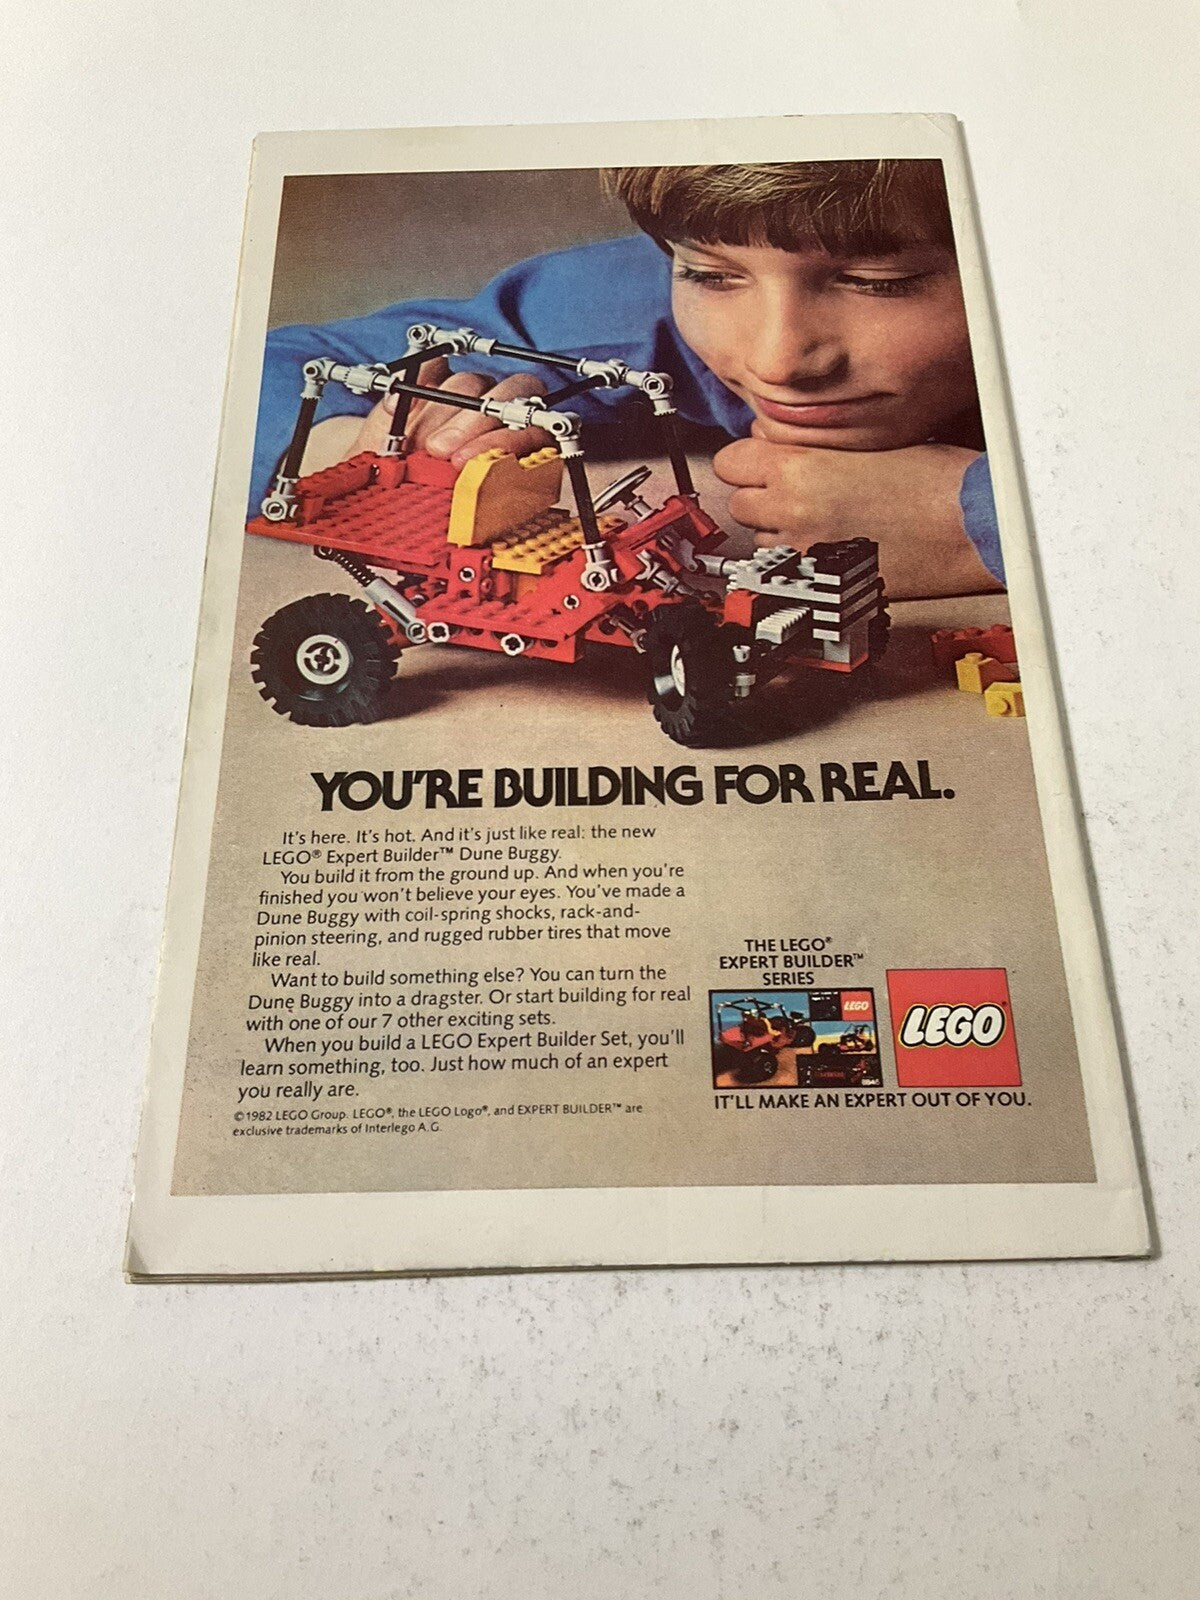 YOU'RE BUILDING FOR REAL.
It's here. It's hot. And it's just like real: the new
LEGO® Expert Builder™ Dune Buggy.
You build it from the ground up. And when you're
finished you won't believe your eyes. You've made a
Dune Buggy with coil-spring shocks, rack-and-
pinion steering, and rugged rubber tires that move
like real.
Want to build something else? You can turn the
Dune Buggy into a dragster. Or start building for real
with one of our 7 other exciting sets.
When you build a LEGO Expert Builder Set, you'll
learn something, too. Just how much of an expert
you really are.
©1982 LEGO Group. LEGO®, the LEGO Logo®, and EXPERT BUILDER™ are
exclusive trademarks of Interlego A.G.
THE LEGO®
EXPERT BUILDER™
SERIES
LEGO
LEGO®
IT'LL MAKE AN EXPERT OUT OF YOU.